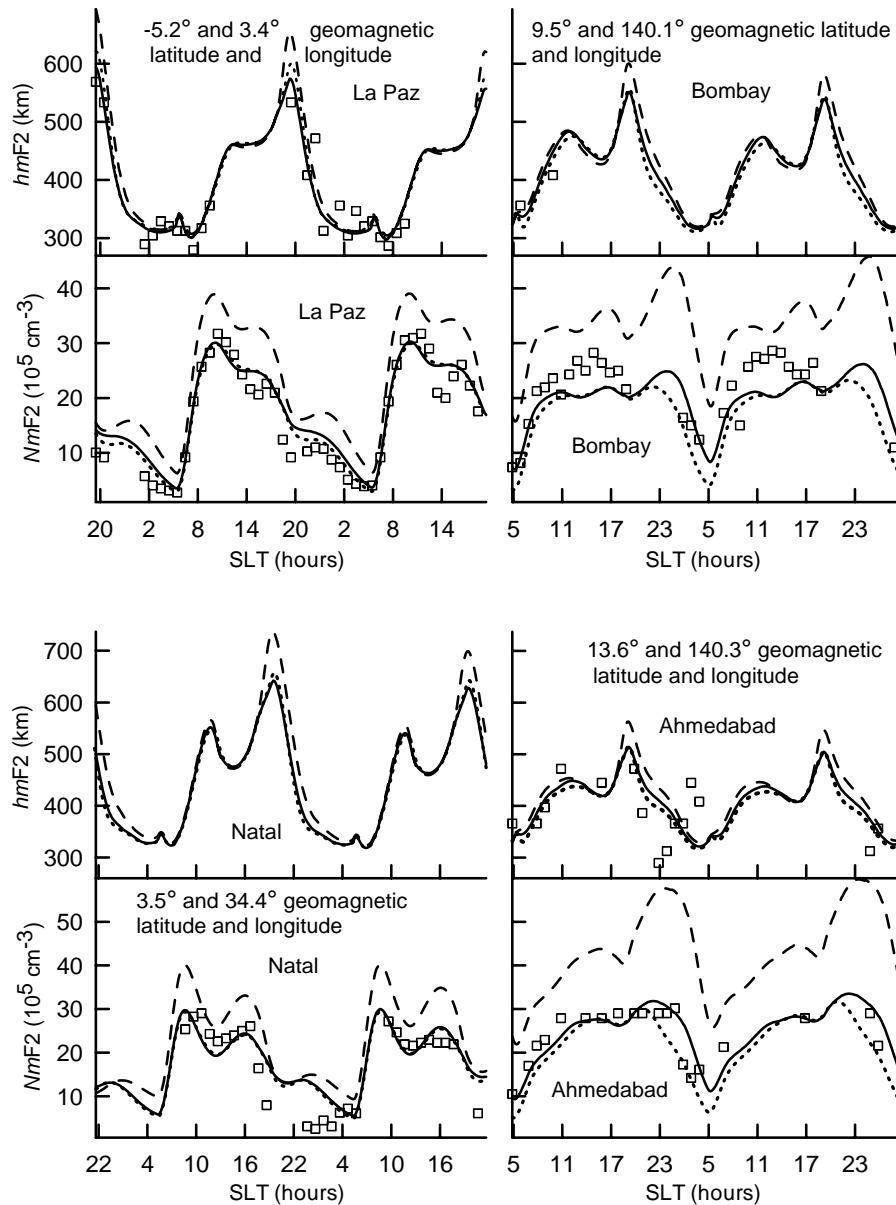 -5.2° and 3.4° geomagnetic
latitude and longitude
La Paz
hmF2 (km)
600
500
400
300
La Paz
NmF2 (10⁵ cm⁻³)
40
30
20
10
20 2 8 14 20 2 8 14
SLT (hours)
9.5° and 140.1° geomagnetic latitude
and longitude
Bombay
Bombay
5 11 17 23 5 11 17 23
SLT (hours)
hmF2 (km)
700
600
500
400
300
Natal
3.5° and 34.4° geomagnetic
latitude and longitude
Natal
NmF2 (10⁵ cm⁻³)
50
40
30
20
10
22 4 10 16 22 4 10 16
SLT (hours)
13.6° and 140.3° geomagnetic
latitude and longitude
Ahmedabad
Ahmedabad
5 11 17 23 5 11 17 23
SLT (hours)